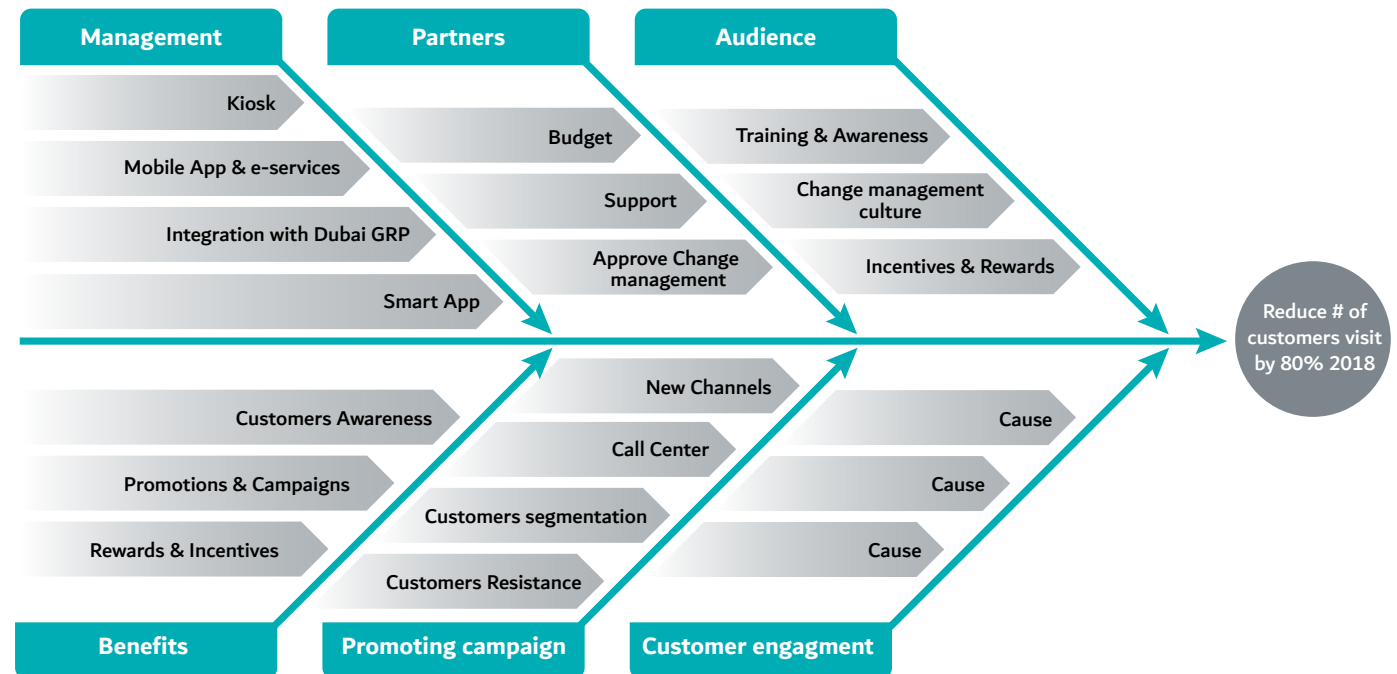 Management
Partners
Audience
Kiosk
Mobile App & e-services
Integration with Dubai GRP
Smart App
Budget
Support
Approve Change
management
Training & Awareness
Change management
culture
Incentives & Rewards
Reduce # of
customers visit
by 80% 2018
Customers Awareness
Promotions & Campaigns
Rewards & Incentives
New Channels
Call Center
Customers segmentation
Customers Resistance
Cause
Cause
Cause
Benefits
Promoting campaign
Customer engagment